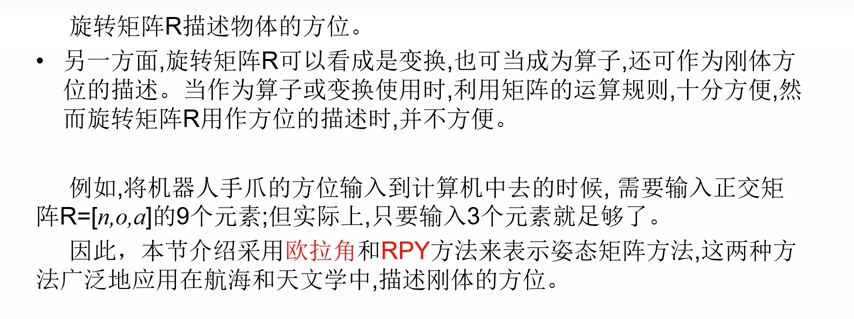 旋转矩阵R描述物体的方位。
• 另一方面,旋转矩阵R可以看成是变换,也可当成为算子,还可作为刚体方
位的描述。当作为算子或变换使用时,利用矩阵的运算规则,十分方便,然
而旋转矩阵R用作方位的描述时,并不方便。
例如,将机器人手爪的方位输入到计算机中去的时候, 需要输入正交矩
阵R=[n,o,a]的9个元素;但实际上,只要输入3个元素就足够了。
因此，本节介绍采用欧拉角和RPY方法来表示姿态矩阵方法,这两种方
法广泛地应用在航海和天文学中,描述刚体的方位。